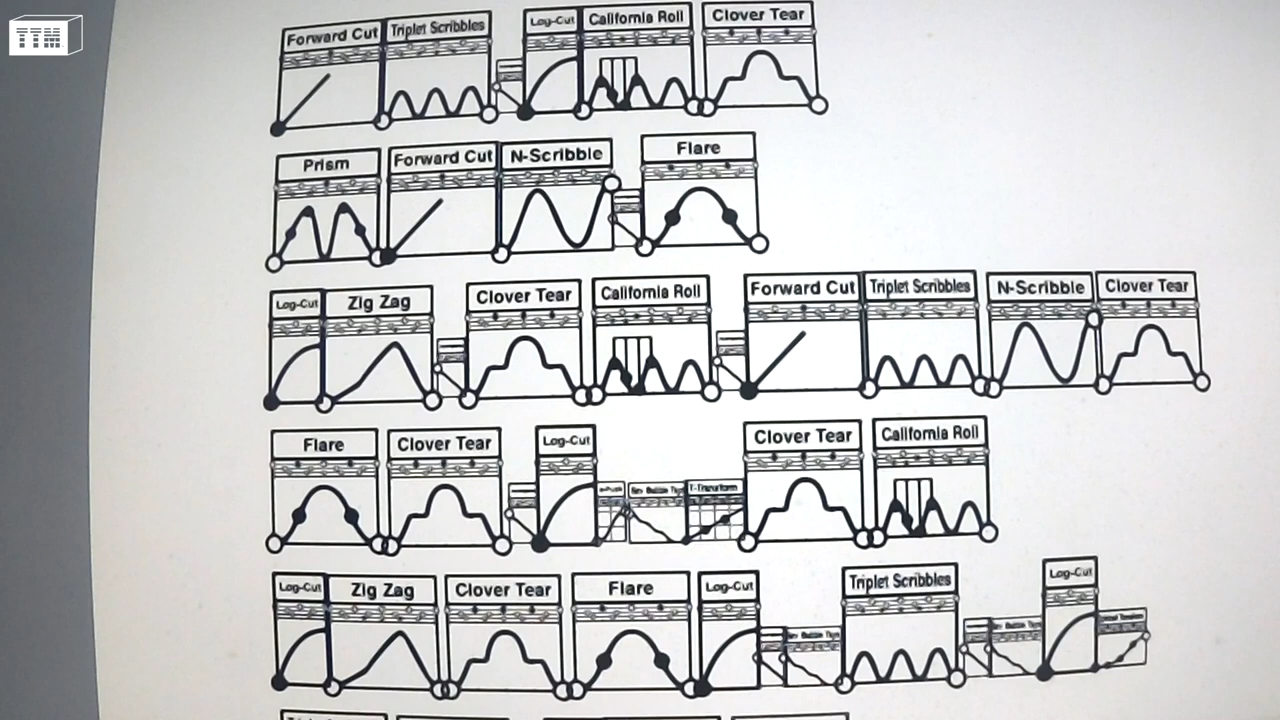 TTM
Forward Cut Triplet Scribbles Log-Cut California Roll Clover Tear
Prism Forward Cut N-Scribble Flare
Log-Cut Zig Zag Clover Tear California Roll Forward Cut Triplet Scribbles N-Scribble Clover Tear
Flare Clover Tear Log-Cut Clover Tear California Roll
Log-Cut Zig Zag Clover Tear Flare Log-Cut Triplet Scribbles Log-Cut